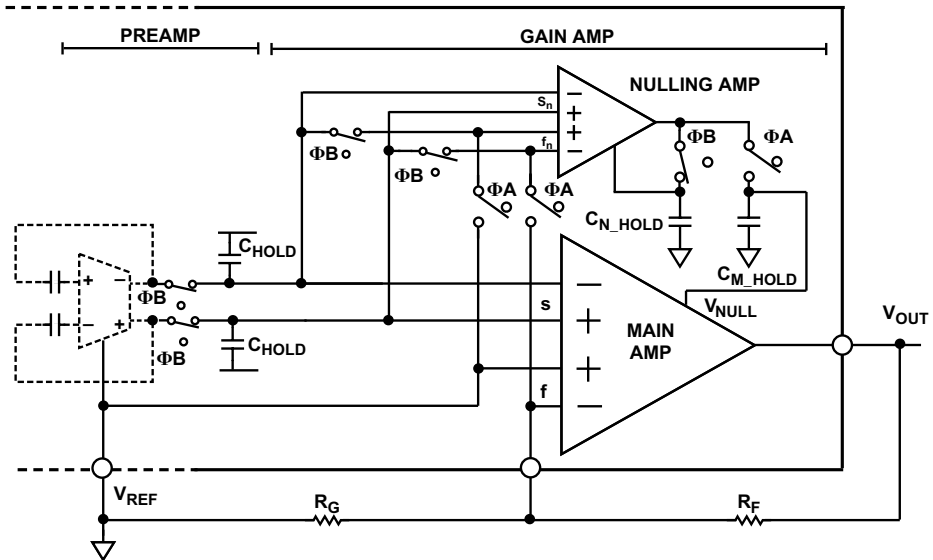 PREAMP
GAIN AMP
NULLING AMP
Sn
fn
ΦB
ΦB
ΦA
ΦA
ΦB
ΦA
CN_HOLD
CM_HOLD
CHOLD
+
−
−
+
ΦB
ΦB
CHOLD
−
+
+
−
s
f
−
+
+
−
MAIN
AMP
VNULL
VOUT
VREF
RG
RF